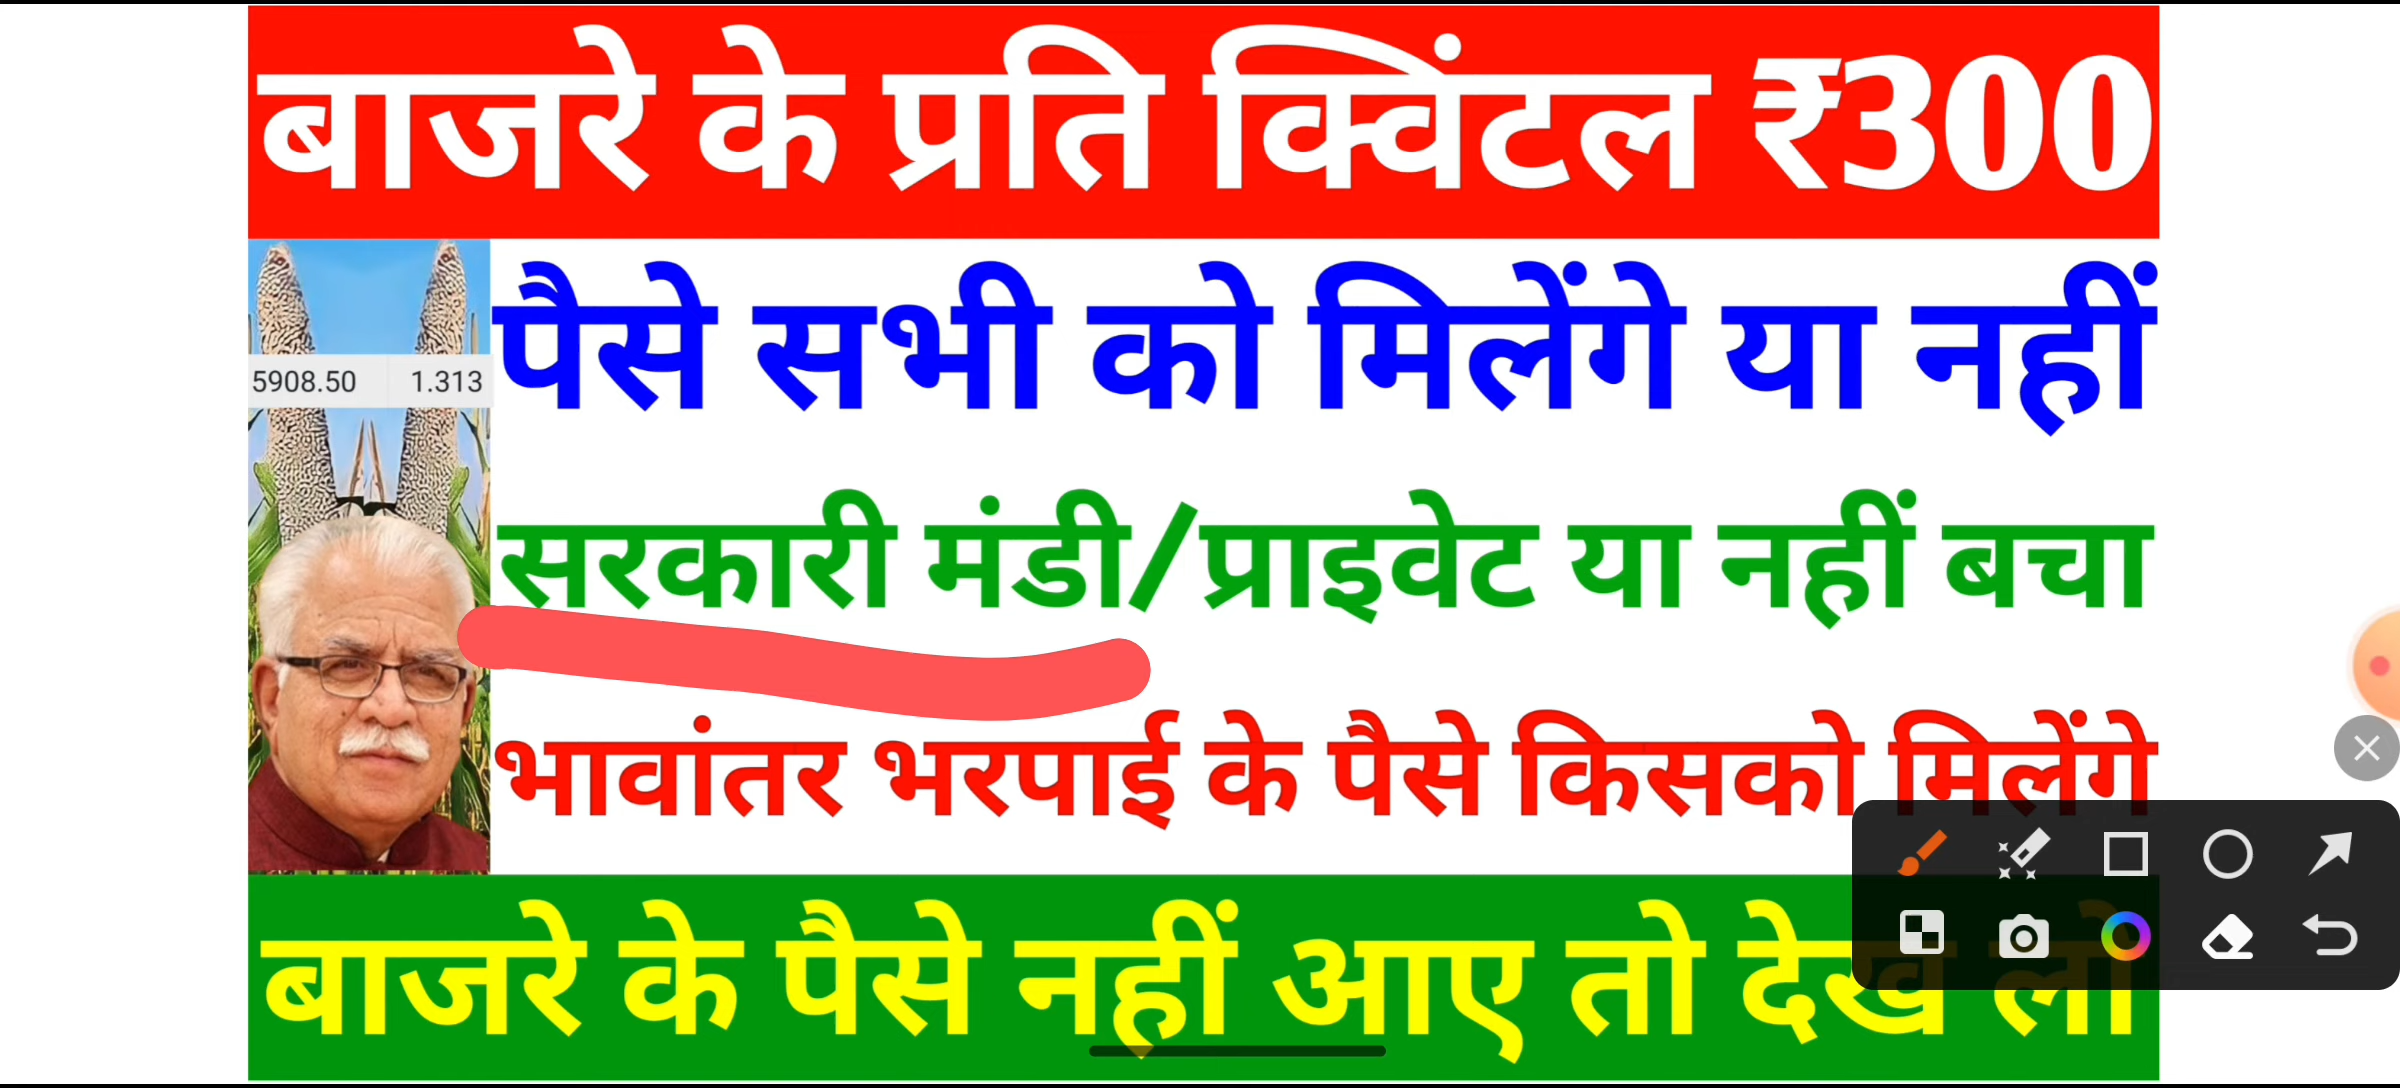 बाजरे के प्रति क्विंटल ₹300
पैसे सभी को मिलेंगे या नहीं
5908.50 1.313
सरकारी मंडी/प्राइवेट या नहीं बचा
भावांतर भरपाई के पैसे किसको मिलेंगे
बाजरे के पैसे नहीं आए तो देख लो